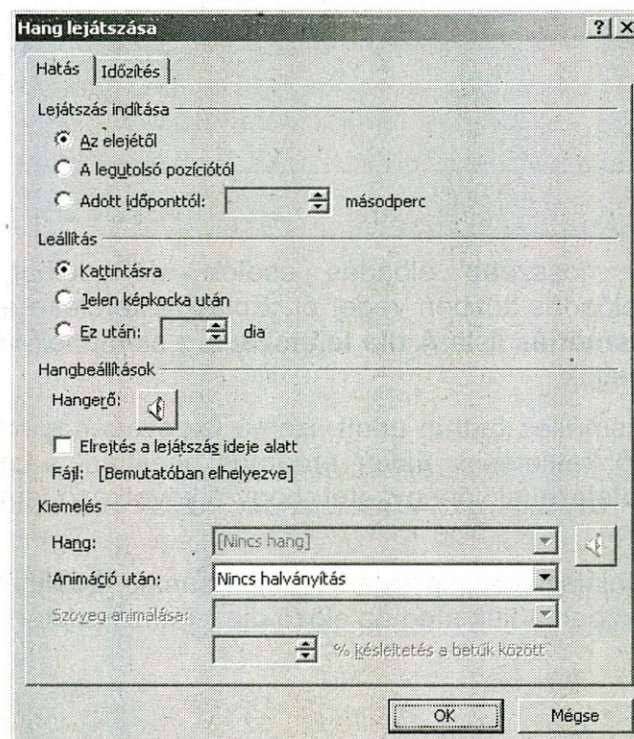 Hang lejátszása
Hatás Időzítés
Lejátszás indítása
Az elejétől
A legutolsó pozíciótól
Adott időponttól: másodperc
Leállítás
Kattintásra
Jelen képkocka után
Ez után: dia
Hangbeállítások
Hangerő:
Elrejtés a lejátszás ideje alatt
Fájl: [Bemutatóban elhelyezve]
Kiemelés
Hang: [Nincs hang]
Animáció után: Nincs halványítás
Szöveg animálása:
% késleltetés a betűk között
OK Mégse